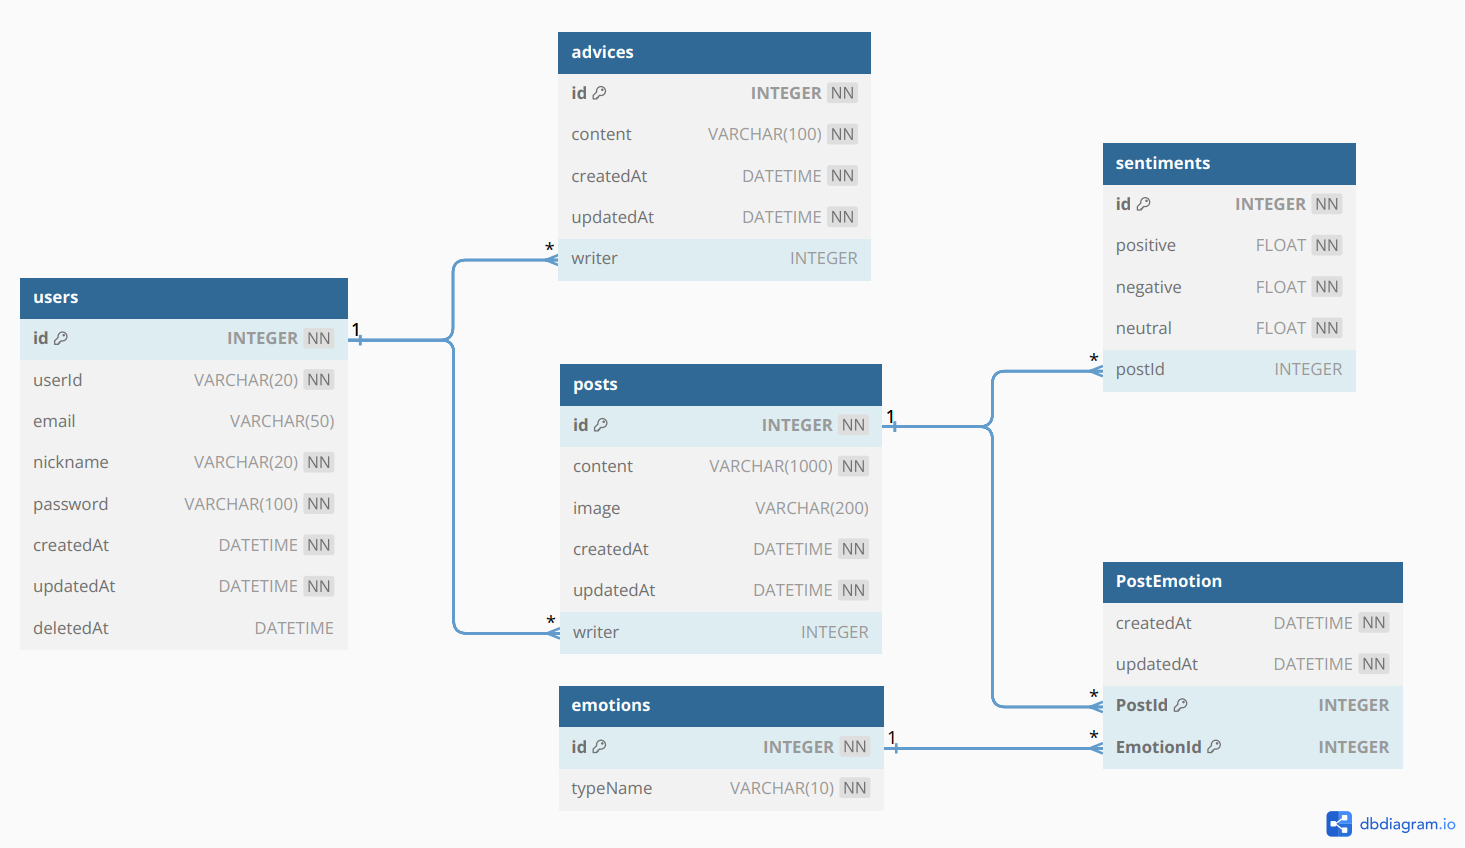 advices
id INTEGER NN
content VARCHAR(100) NN
createdAt DATETIME NN
updatedAt DATETIME NN
* writer INTEGER
users
id INTEGER NN 1
userId VARCHAR(20) NN
email VARCHAR(50)
nickname VARCHAR(20) NN
password VARCHAR(100) NN
createdAt DATETIME NN
updatedAt DATETIME NN
deletedAt DATETIME
posts
id INTEGER NN 1
content VARCHAR(1000) NN
image VARCHAR(200)
createdAt DATETIME NN
updatedAt DATETIME NN
* writer INTEGER
emotions
id INTEGER NN 1
typeName VARCHAR(10) NN
sentiments
id INTEGER NN
positive FLOAT NN
negative FLOAT NN
neutral FLOAT NN
* postId INTEGER
PostEmotion
createdAt DATETIME NN
updatedAt DATETIME NN
* PostId INTEGER
* EmotionId INTEGER
dbdiagram.io